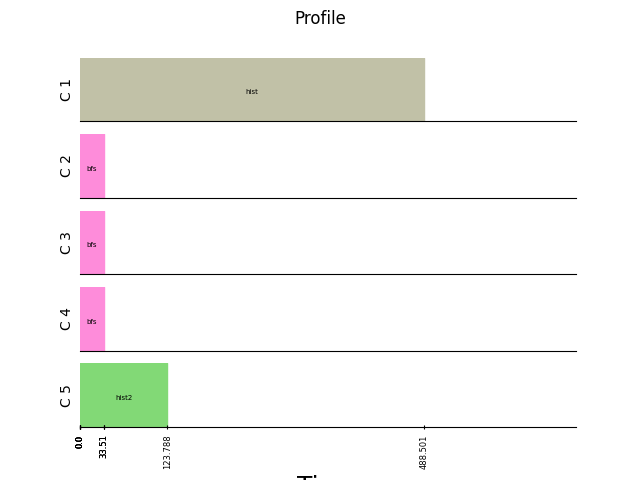 Profile
C 1
hist
C 2
bfs
C 3
bfs
C 4
bfs
C 5
hist2
0.0
33.51
123.788
488.501